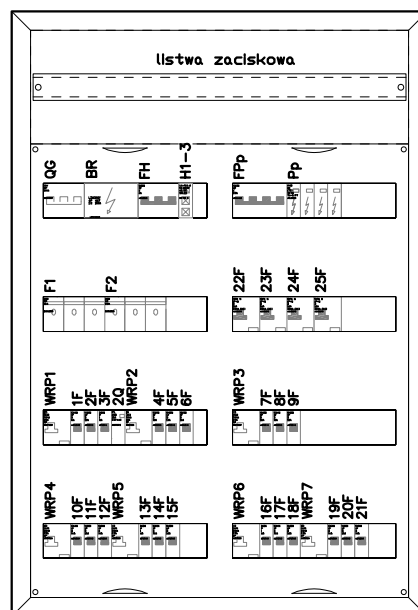 listwa zaciskowa
QG BR FH H1-3 FPp Pp
F1 F2 22F 23F 24F 25F
WRP1 1F 2F 3F 2Q WRP2 4F 5F 6F WRP3 7F 8F 9F
WRP4 10F 11F 12F WRP5 13F 14F 15F WRP6 16F 17F 18F WRP7 19F 20F 21F